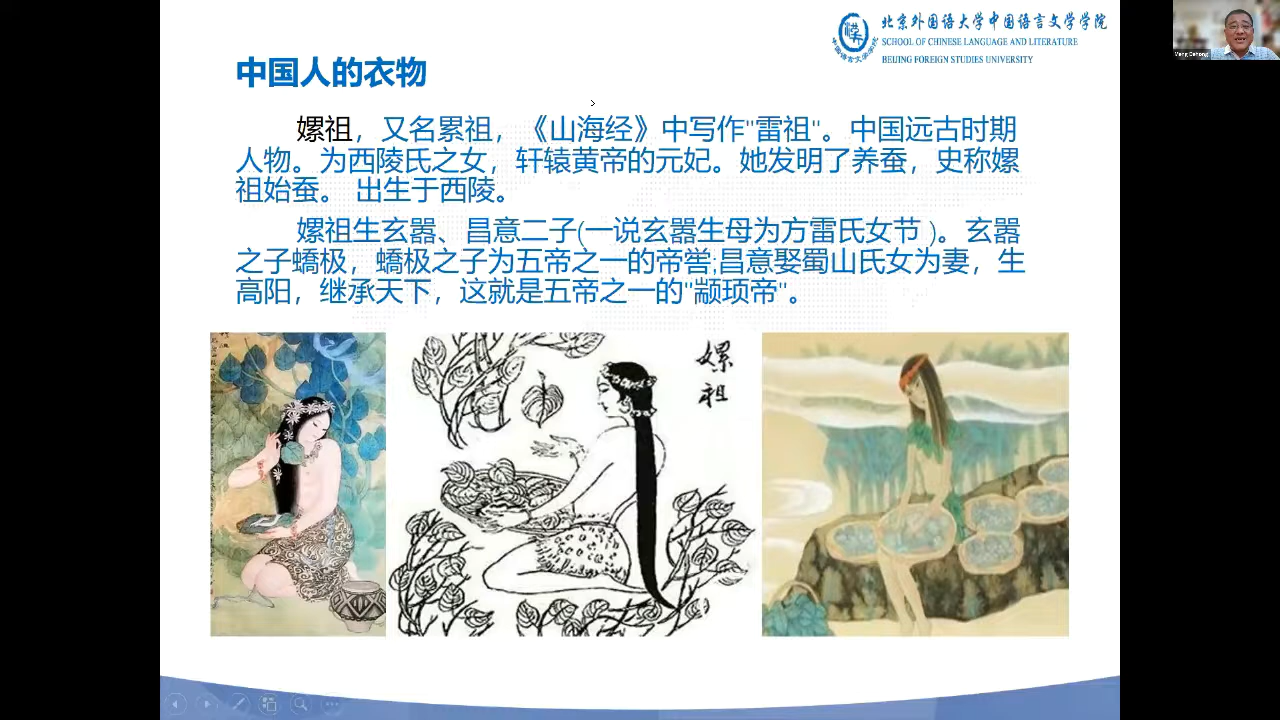 北京外国语大学中国语言文学学院
SCHOOL OF CHINESE LANGUAGE AND LITERATURE
BEIJING FOREIGN STUDIES UNIVERSITY
Meng Dehong
中国人的衣物
嫘祖，又名累祖，《山海经》中写作"雷祖"。中国远古时期
人物。为西陵氏之女，轩辕黄帝的元妃。她发明了养蚕，史称嫘
祖始蚕。 出生于西陵。
嫘祖生玄嚣、昌意二子(一说玄嚣生母为方雷氏女节 )。玄嚣
之子蟜极，蟜极之子为五帝之一的帝喾;昌意娶蜀山氏女为妻，生
高阳，继承天下，这就是五帝之一的"颛顼帝"。
嫘
祖